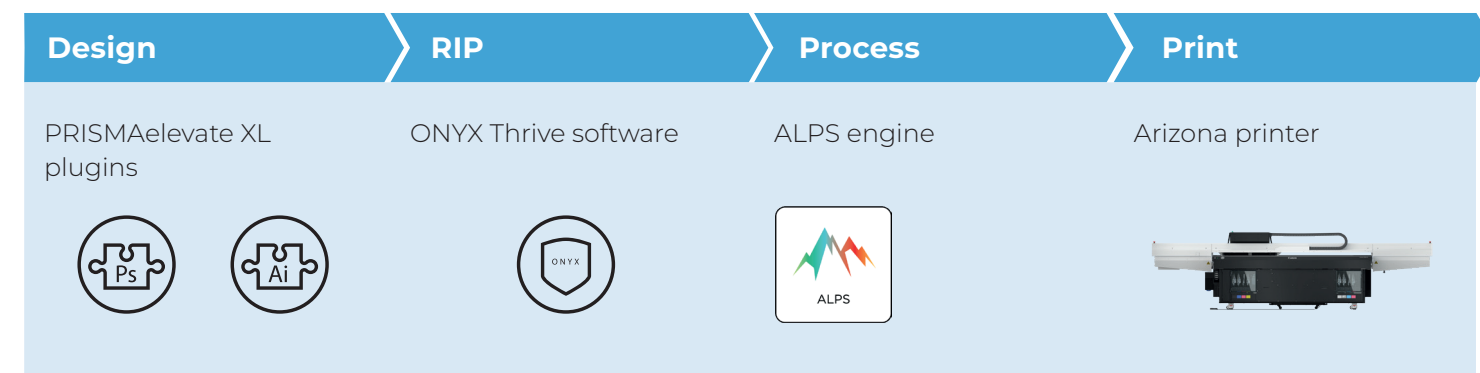 Design
RIP
Process
Print
PRISMAelevate XL
plugins
ONYX Thrive software
ALPS engine
Arizona printer
Ps
Ai
ONYX
ALPS